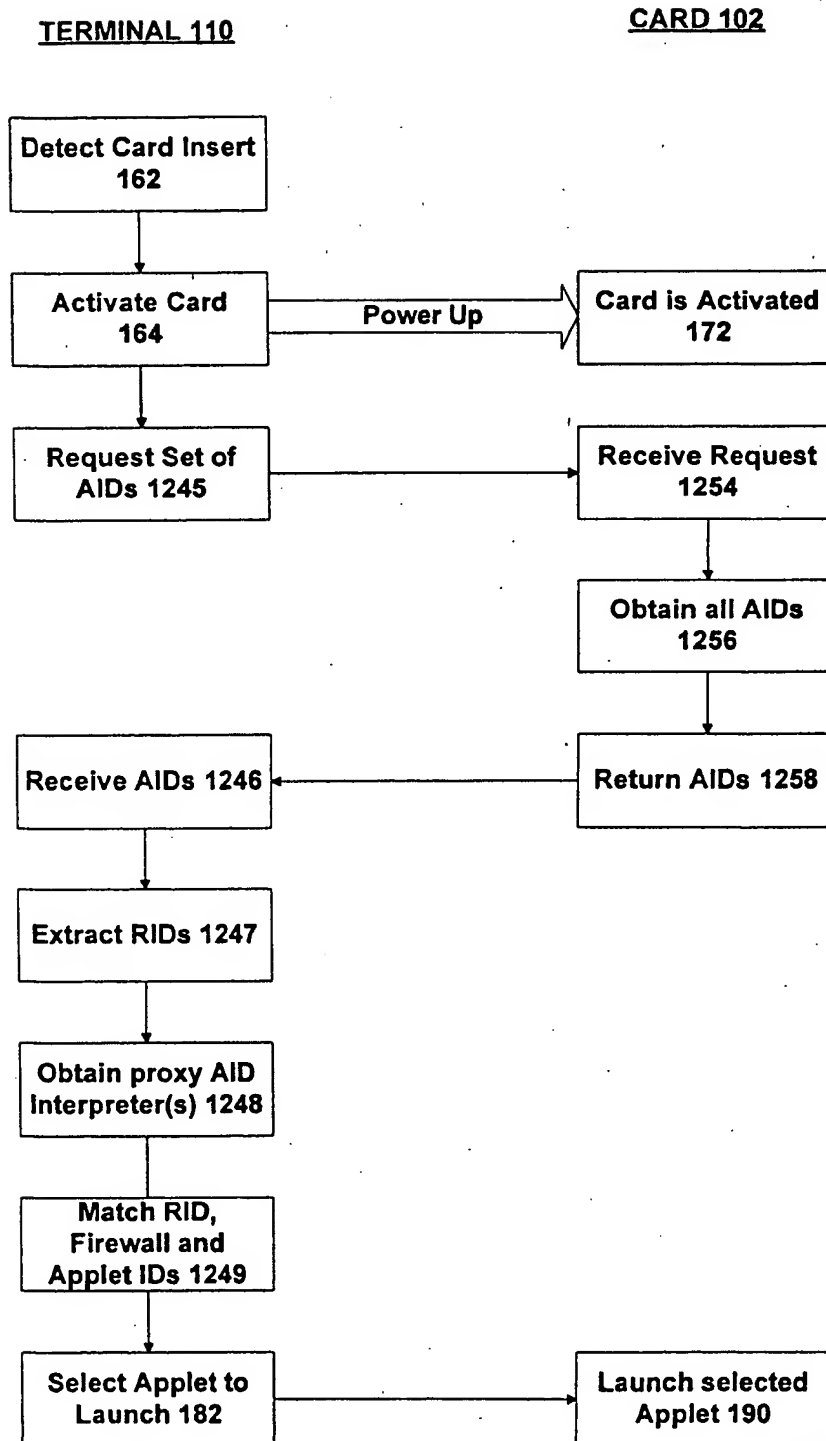 TERMINAL 110
CARD 102
Detect Card Insert
162
Activate Card
164
Power Up
Card is Activated
172
Request Set of
AIDs 1245
Receive Request
1254
Obtain all AIDs
1256
Receive AIDs 1246
Return AIDs 1258
Extract RIDs 1247
Obtain proxy AID
Interpreter(s) 1248
Match RID,
Firewall and
Applet IDs 1249
Select Applet to
Launch 182
Launch selected
Applet 190